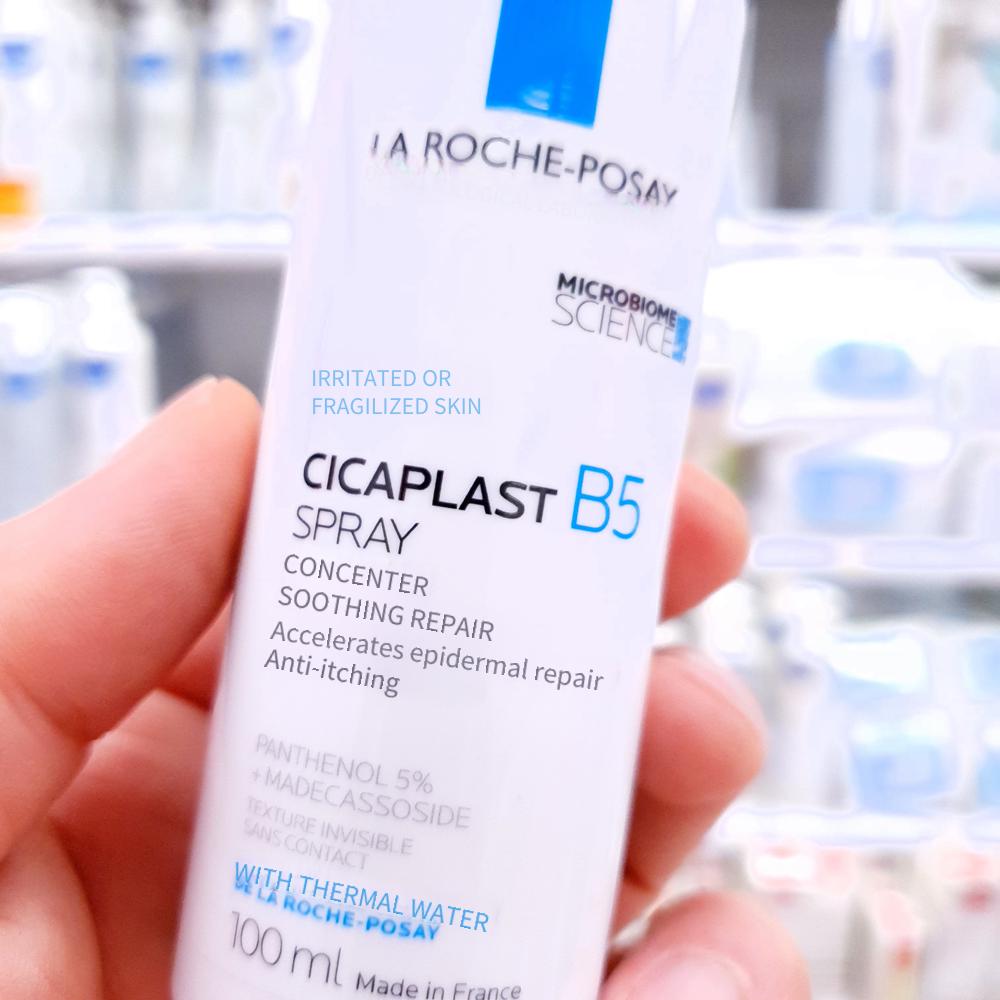 LA ROCHE-POSAY
MICROBIOME
SCIENCE
IRRITATED OR
FRAGILIZED SKIN
CICAPLAST B5
SPRAY
CONCENTER
SOOTHING REPAIR
Accelerates epidermal repair
Anti-itching
PANTHENOL 5%
+MADECASSOSIDE
TEXTURE INVISIBLE
SANS CONTACT
WITH THERMAL WATER
DE LA ROCHE-POSAY
100 ml Made in France